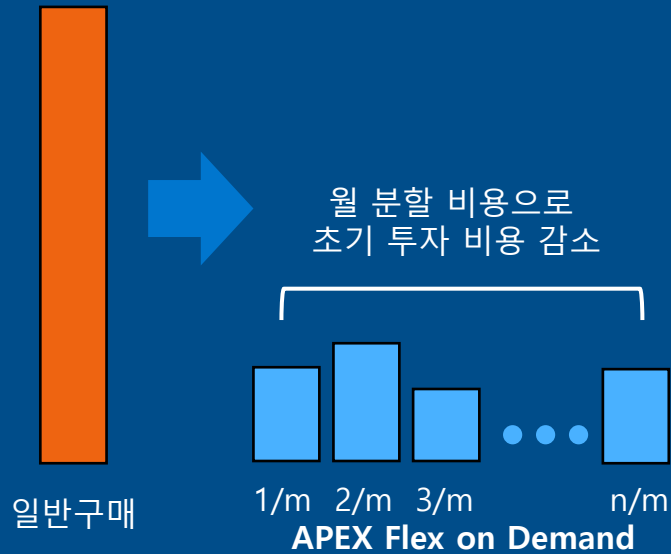 월 분할 비용으로
초기 투자 비용 감소
일반구매
1/m 2/m 3/m n/m
APEX Flex on Demand